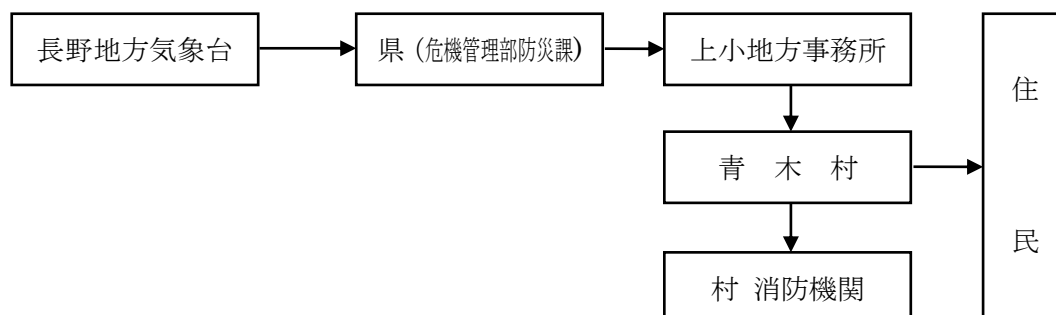 長野地方気象台
県（危機管理部防災課）
上小地方事務所
青　木　村
村 消防機関
住
民